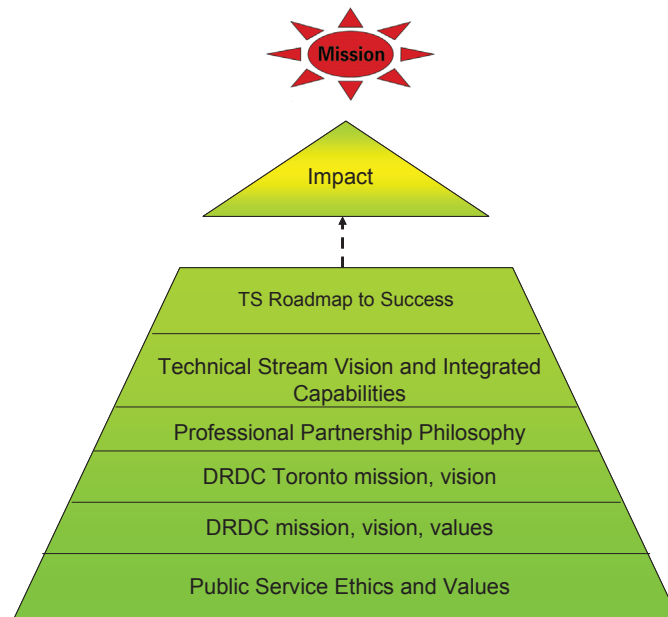 Mission
Impact
TS Roadmap to Success
Technical Stream Vision and Integrated
Capabilities
Professional Partnership Philosophy
DRDC Toronto mission, vision
DRDC mission, vision, values
Public Service Ethics and Values